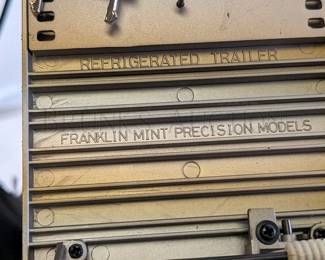 REFRIGERATED TRAILER
FRANKLIN MINT PRECISION MODELS